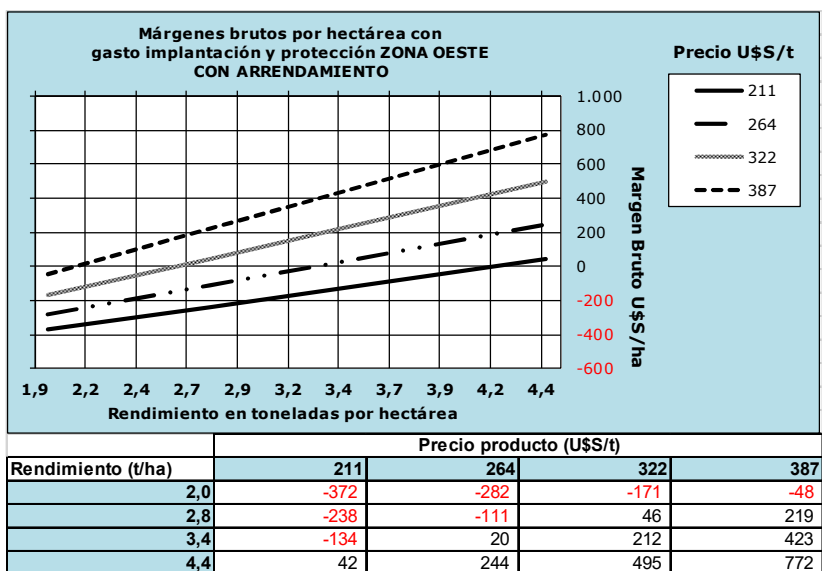 Márgenes brutos por hectárea con
gasto implantación y protección ZONA OESTE
CON ARRENDAMIENTO
Precio U$S/t
211
264
322
387
1.000
800
600
400
200
0
-200
-400
-600
Margen Bruto U$S/ha
1,9 2,2 2,4 2,7 2,9 3,2 3,4 3,7 3,9 4,2 4,4
Rendimiento en toneladas por hectárea
Precio producto (U$S/t)
Rendimiento (t/ha) 211 264 322 387
2,0 -372 -282 -171 -48
2,8 -238 -111 46 219
3,4 -134 20 212 423
4,4 42 244 495 772